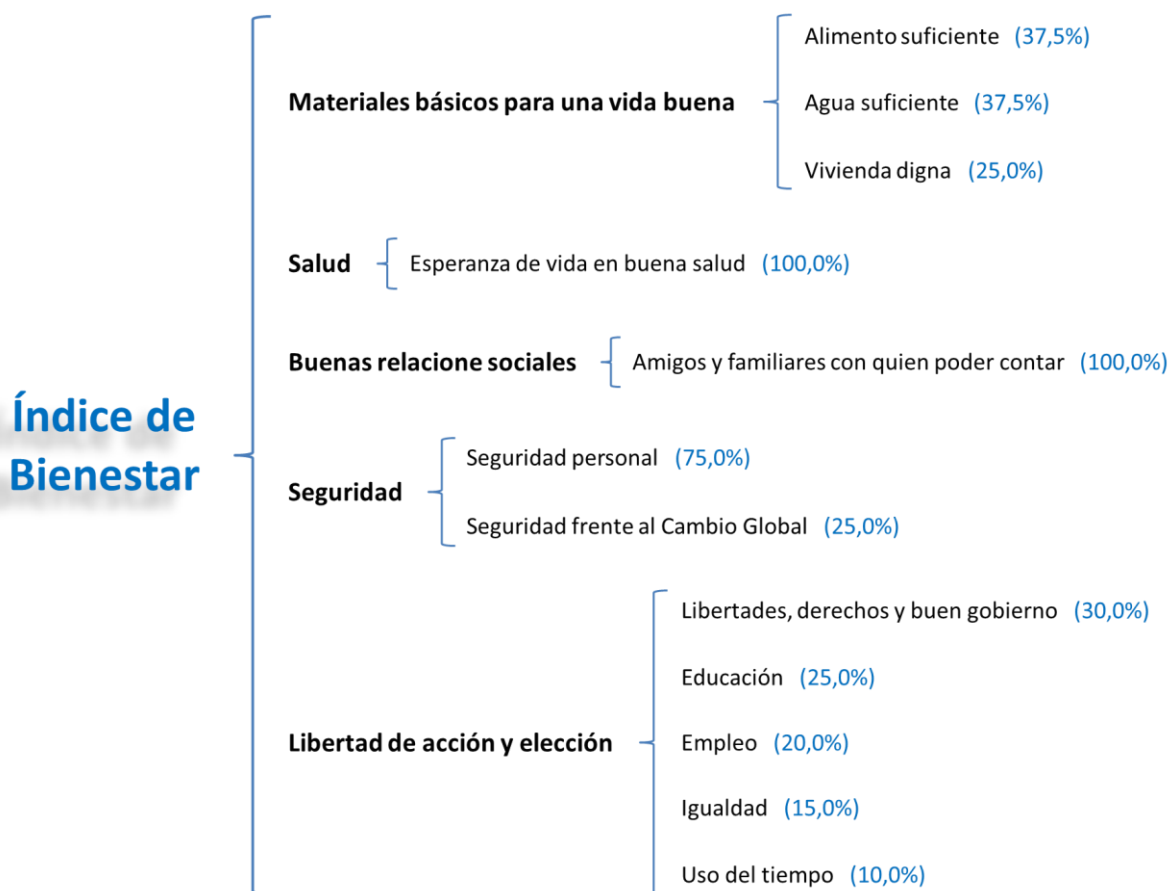 Índice de
Bienestar
Materiales básicos para una vida buena
Alimento suficiente (37,5%)
Agua suficiente (37,5%)
Vivienda digna (25,0%)
Salud
Esperanza de vida en buena salud (100,0%)
Buenas relacione sociales
Amigos y familiares con quien poder contar (100,0%)
Seguridad
Seguridad personal (75,0%)
Seguridad frente al Cambio Global (25,0%)
Libertad de acción y elección
Libertades, derechos y buen gobierno (30,0%)
Educación (25,0%)
Empleo (20,0%)
Igualdad (15,0%)
Uso del tiempo (10,0%)